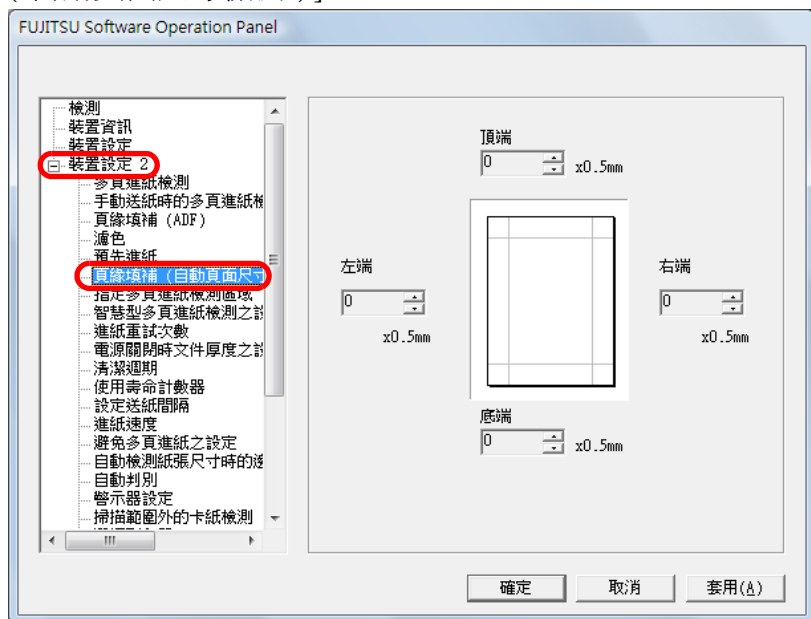 FUJITSU Software Operation Panel
檢測
裝置資訊
裝置設定
裝置設定 2
多頁進紙檢測
手動送紙時的多頁進紙檢
頁緣填補 (ADF)
濾色
預先進紙
頁緣填補 (自動頁面尺寸
指定多頁進紙檢測區域
智慧型多頁進紙檢測之設
進紙重試次數
電源關閉時文件厚度之設
清潔週期
使用壽命計數器
設定送紙間隔
進紙速度
避免多頁進紙之設定
自動檢測紙張尺寸時的邊
自動判別
警示器設定
掃描範圍外的卡紙檢測
頂端
0
x0.5mm
左端
0
x0.5mm
右端
0
x0.5mm
底端
0
x0.5mm
確定
取消
套用(A)